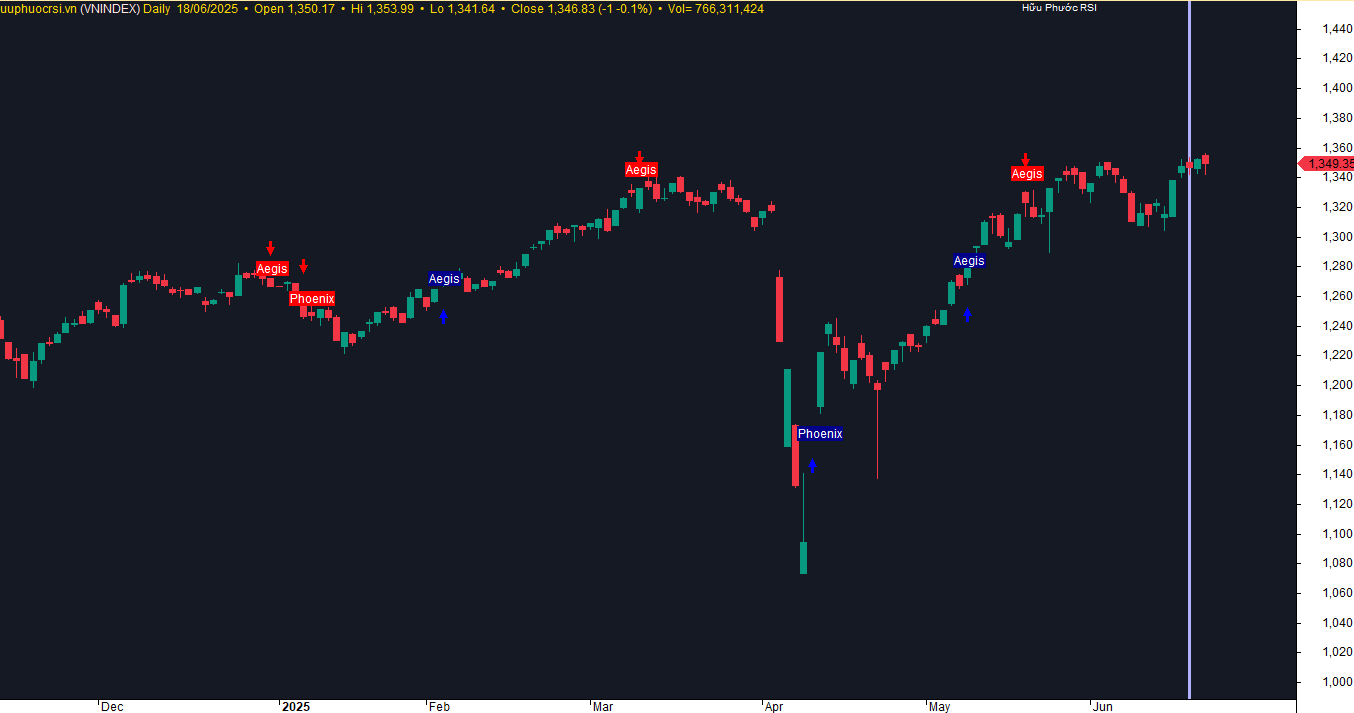 uuphuocrsi.vn (VNINDEX) Daily 18/06/2025 • Open 1,350.17 • Hi 1,353.99 • Lo 1,341.64 • Close 1,346.83 (-1 -0.1%) • Vol= 766,311,424
Hữu Phước RSI
1,440
1,420
1,400
1,380
1,360
1,349.35
1,340
1,320
1,300
1,280
1,260
1,240
1,220
1,200
1,180
1,160
1,140
1,120
1,100
1,080
1,060
1,040
1,020
1,000
Aegis
Aegis
Aegis
Aegis
Aegis
Phoenix
Phoenix
Dec 2025 Feb Mar Apr May Jun